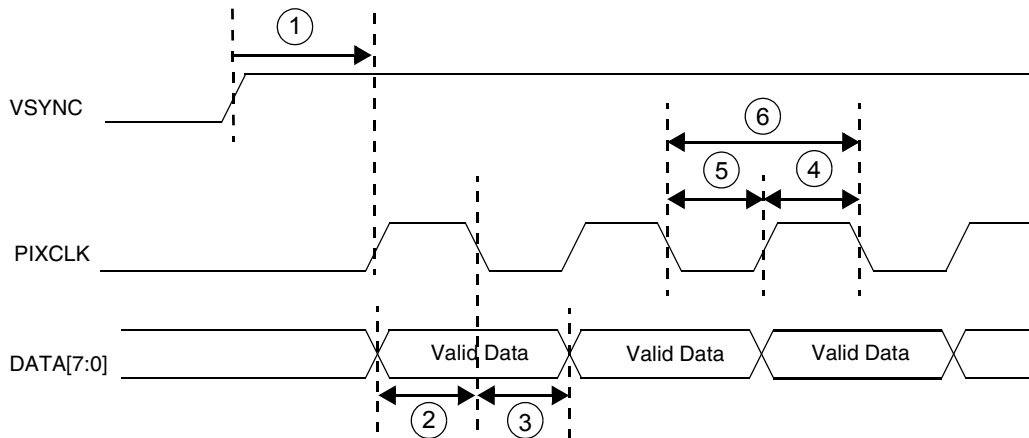 1
VSYNC
6
5 4
PIXCLK
DATA[7:0] Valid Data Valid Data Valid Data
2 3